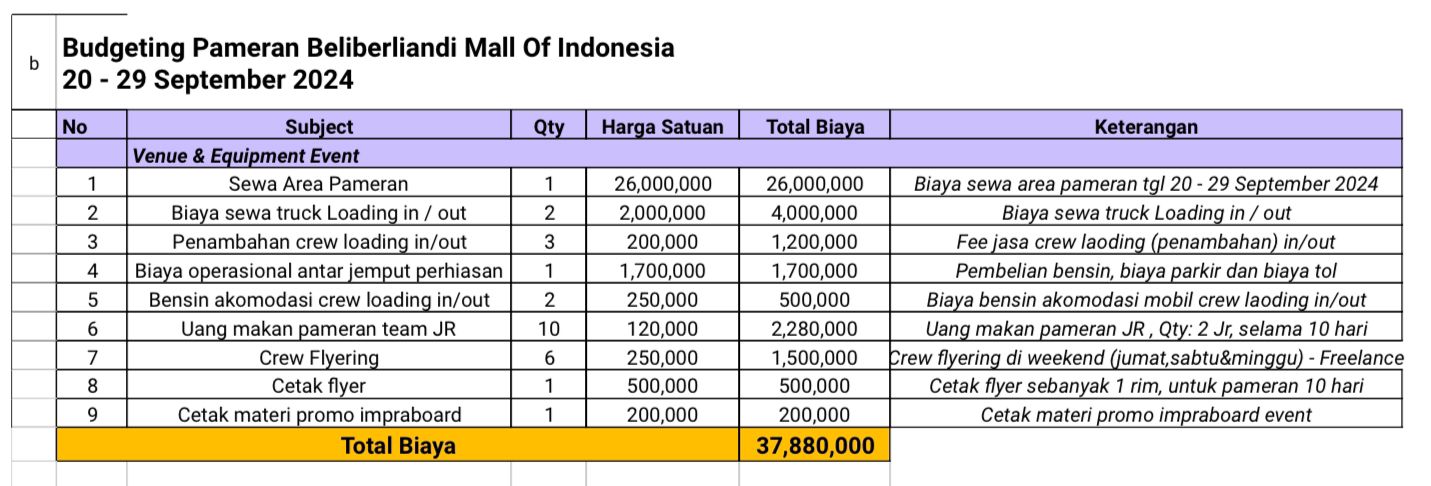 b
Budgeting Pameran Beliberliandi Mall Of Indonesia
20 - 29 September 2024
No Subject Qty Harga Satuan Total Biaya Keterangan
Venue & Equipment Event
1 Sewa Area Pameran 1 26,000,000 26,000,000 Biaya sewa area pameran tgl 20 - 29 September 2024
2 Biaya sewa truck Loading in / out 2 2,000,000 4,000,000 Biaya sewa truck Loading in / out
3 Penambahan crew loading in/out 3 200,000 1,200,000 Fee jasa crew laoding (penambahan) in/out
4 Biaya operasional antar jemput perhiasan 1 1,700,000 1,700,000 Pembelian bensin, biaya parkir dan biaya tol
5 Bensin akomodasi crew loading in/out 2 250,000 500,000 Biaya bensin akomodasi mobil crew laoding in/out
6 Uang makan pameran team JR 10 120,000 2,280,000 Uang makan pameran JR , Qty: 2 Jr, selama 10 hari
7 Crew Flyering 6 250,000 1,500,000 Crew flyering di weekend (jumat,sabtu&minggu) - Freelance
8 Cetak flyer 1 500,000 500,000 Cetak flyer sebanyak 1 rim, untuk pameran 10 hari
9 Cetak materi promo impraboard 1 200,000 200,000 Cetak materi promo impraboard event
Total Biaya 37,880,000